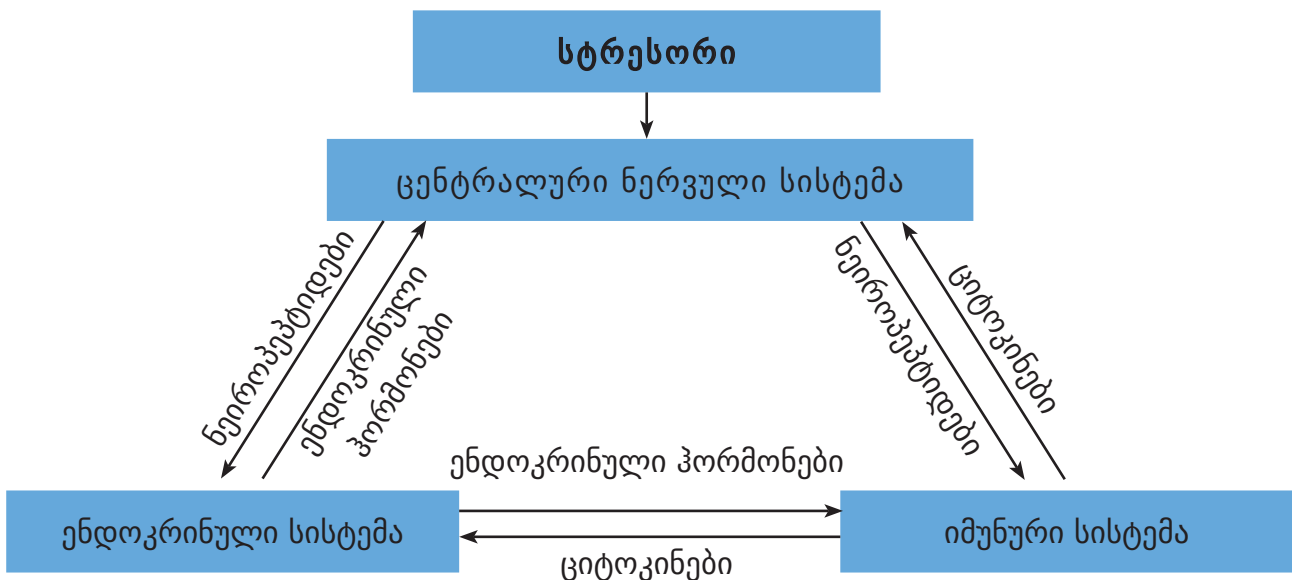 სტრესორი
ცენტრალური ნერვული სისტემა
ნეიროპეპტიდები
ენდოკრინული
ჰორმონები
ნეიროპეპტიდები
ციტოკინები
ენდოკრინული ჰორმონები
ენდოკრინული სისტემა
იმუნური სისტემა
ციტოკინები